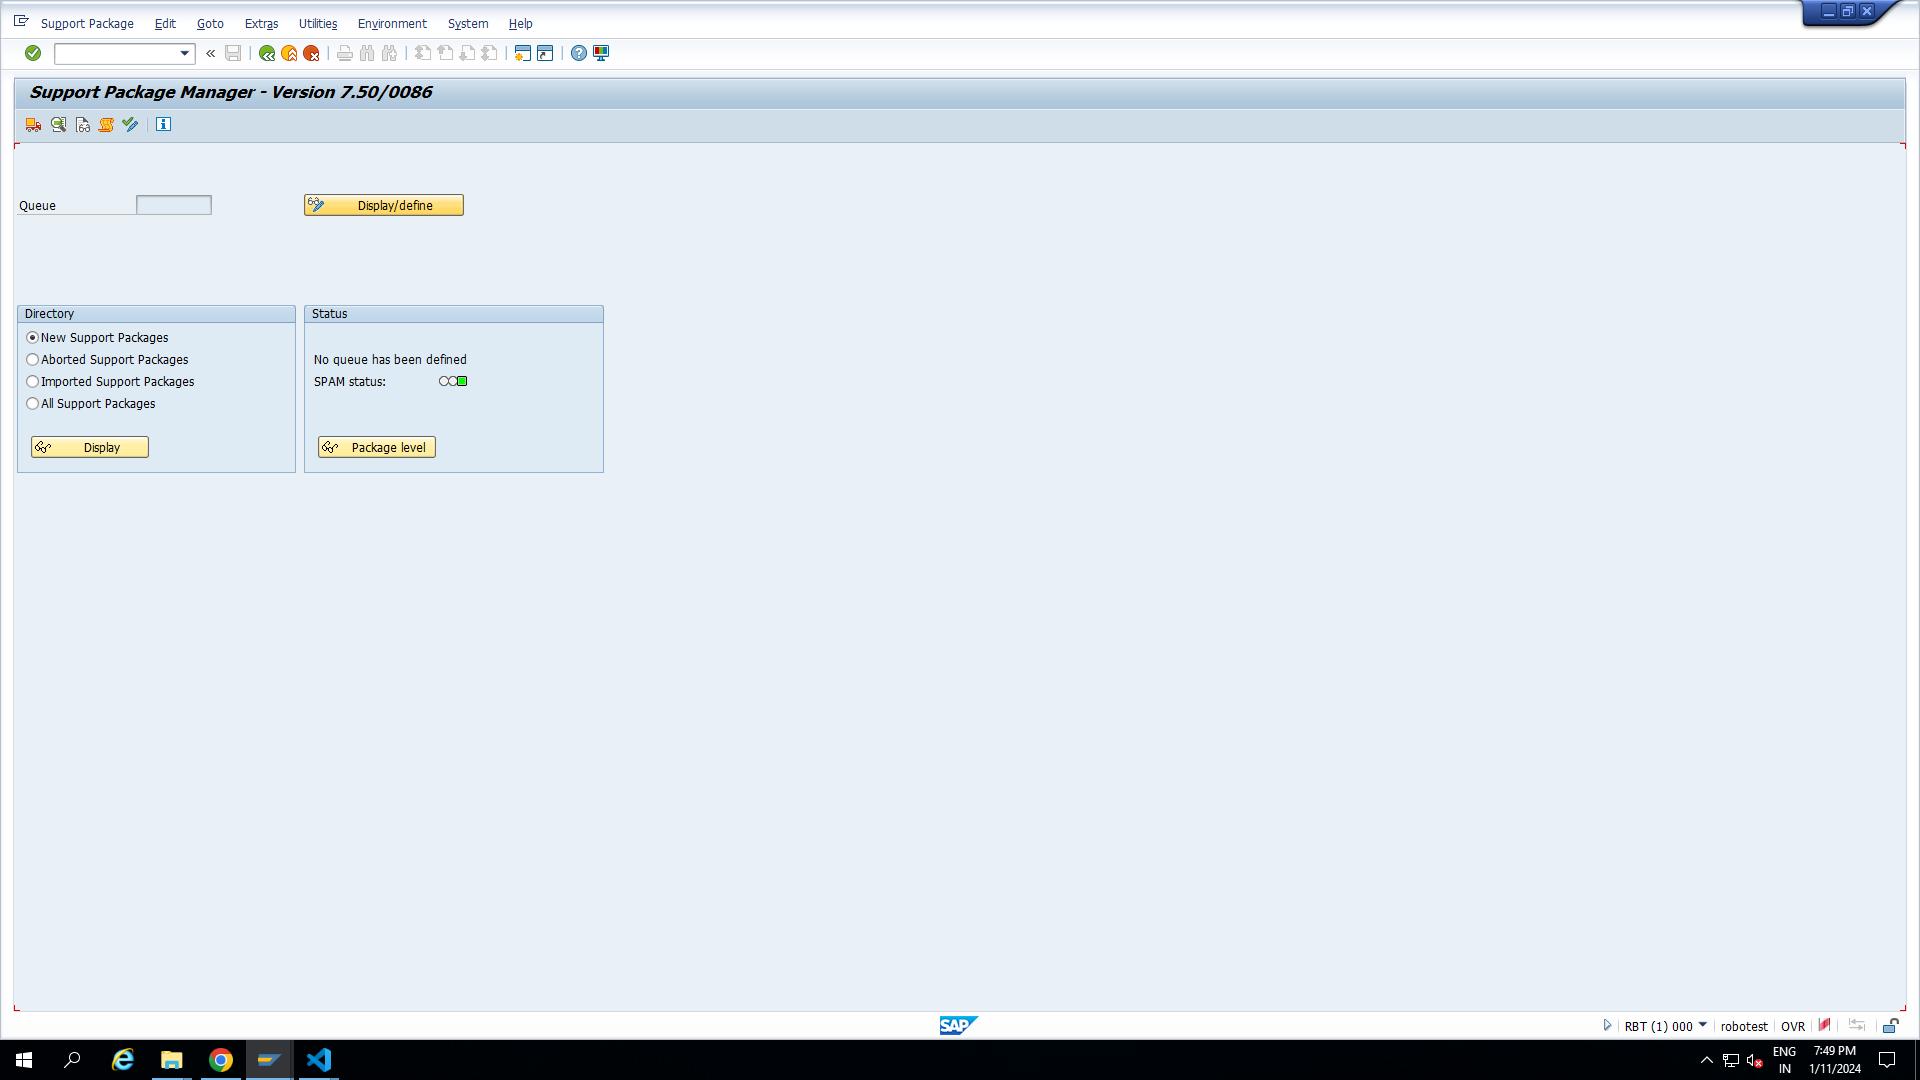 Support Package Edit Goto Extras Utilities Environment System Help
Support Package Manager - Version 7.50/0086
Queue Display/define
Directory Status
New Support Packages
Aborted Support Packages No queue has been defined
Imported Support Packages SPAM status:
All Support Packages
Display Package level
SAP RBT (1) 000 robotest OVR
ENG 7:49 PM
IN 1/11/2024